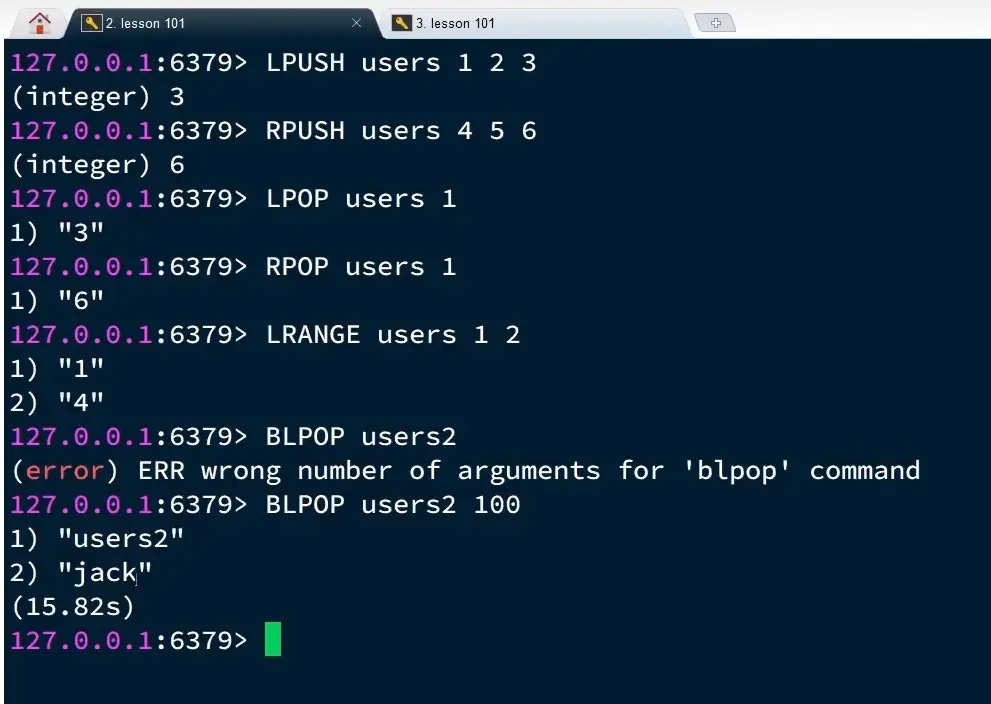 2. lesson 101
3. lesson 101
127.0.0.1:6379> LPUSH users 1 2 3
(integer) 3
127.0.0.1:6379> RPUSH users 4 5 6
(integer) 6
127.0.0.1:6379> LPOP users 1
1) "3"
127.0.0.1:6379> RPOP users 1
1) "6"
127.0.0.1:6379> LRANGE users 1 2
1) "1"
2) "4"
127.0.0.1:6379> BLPOP users2
(error) ERR wrong number of arguments for 'blpop' command
127.0.0.1:6379> BLPOP users2 100
1) "users2"
2) "jack"
(15.82s)
127.0.0.1:6379>